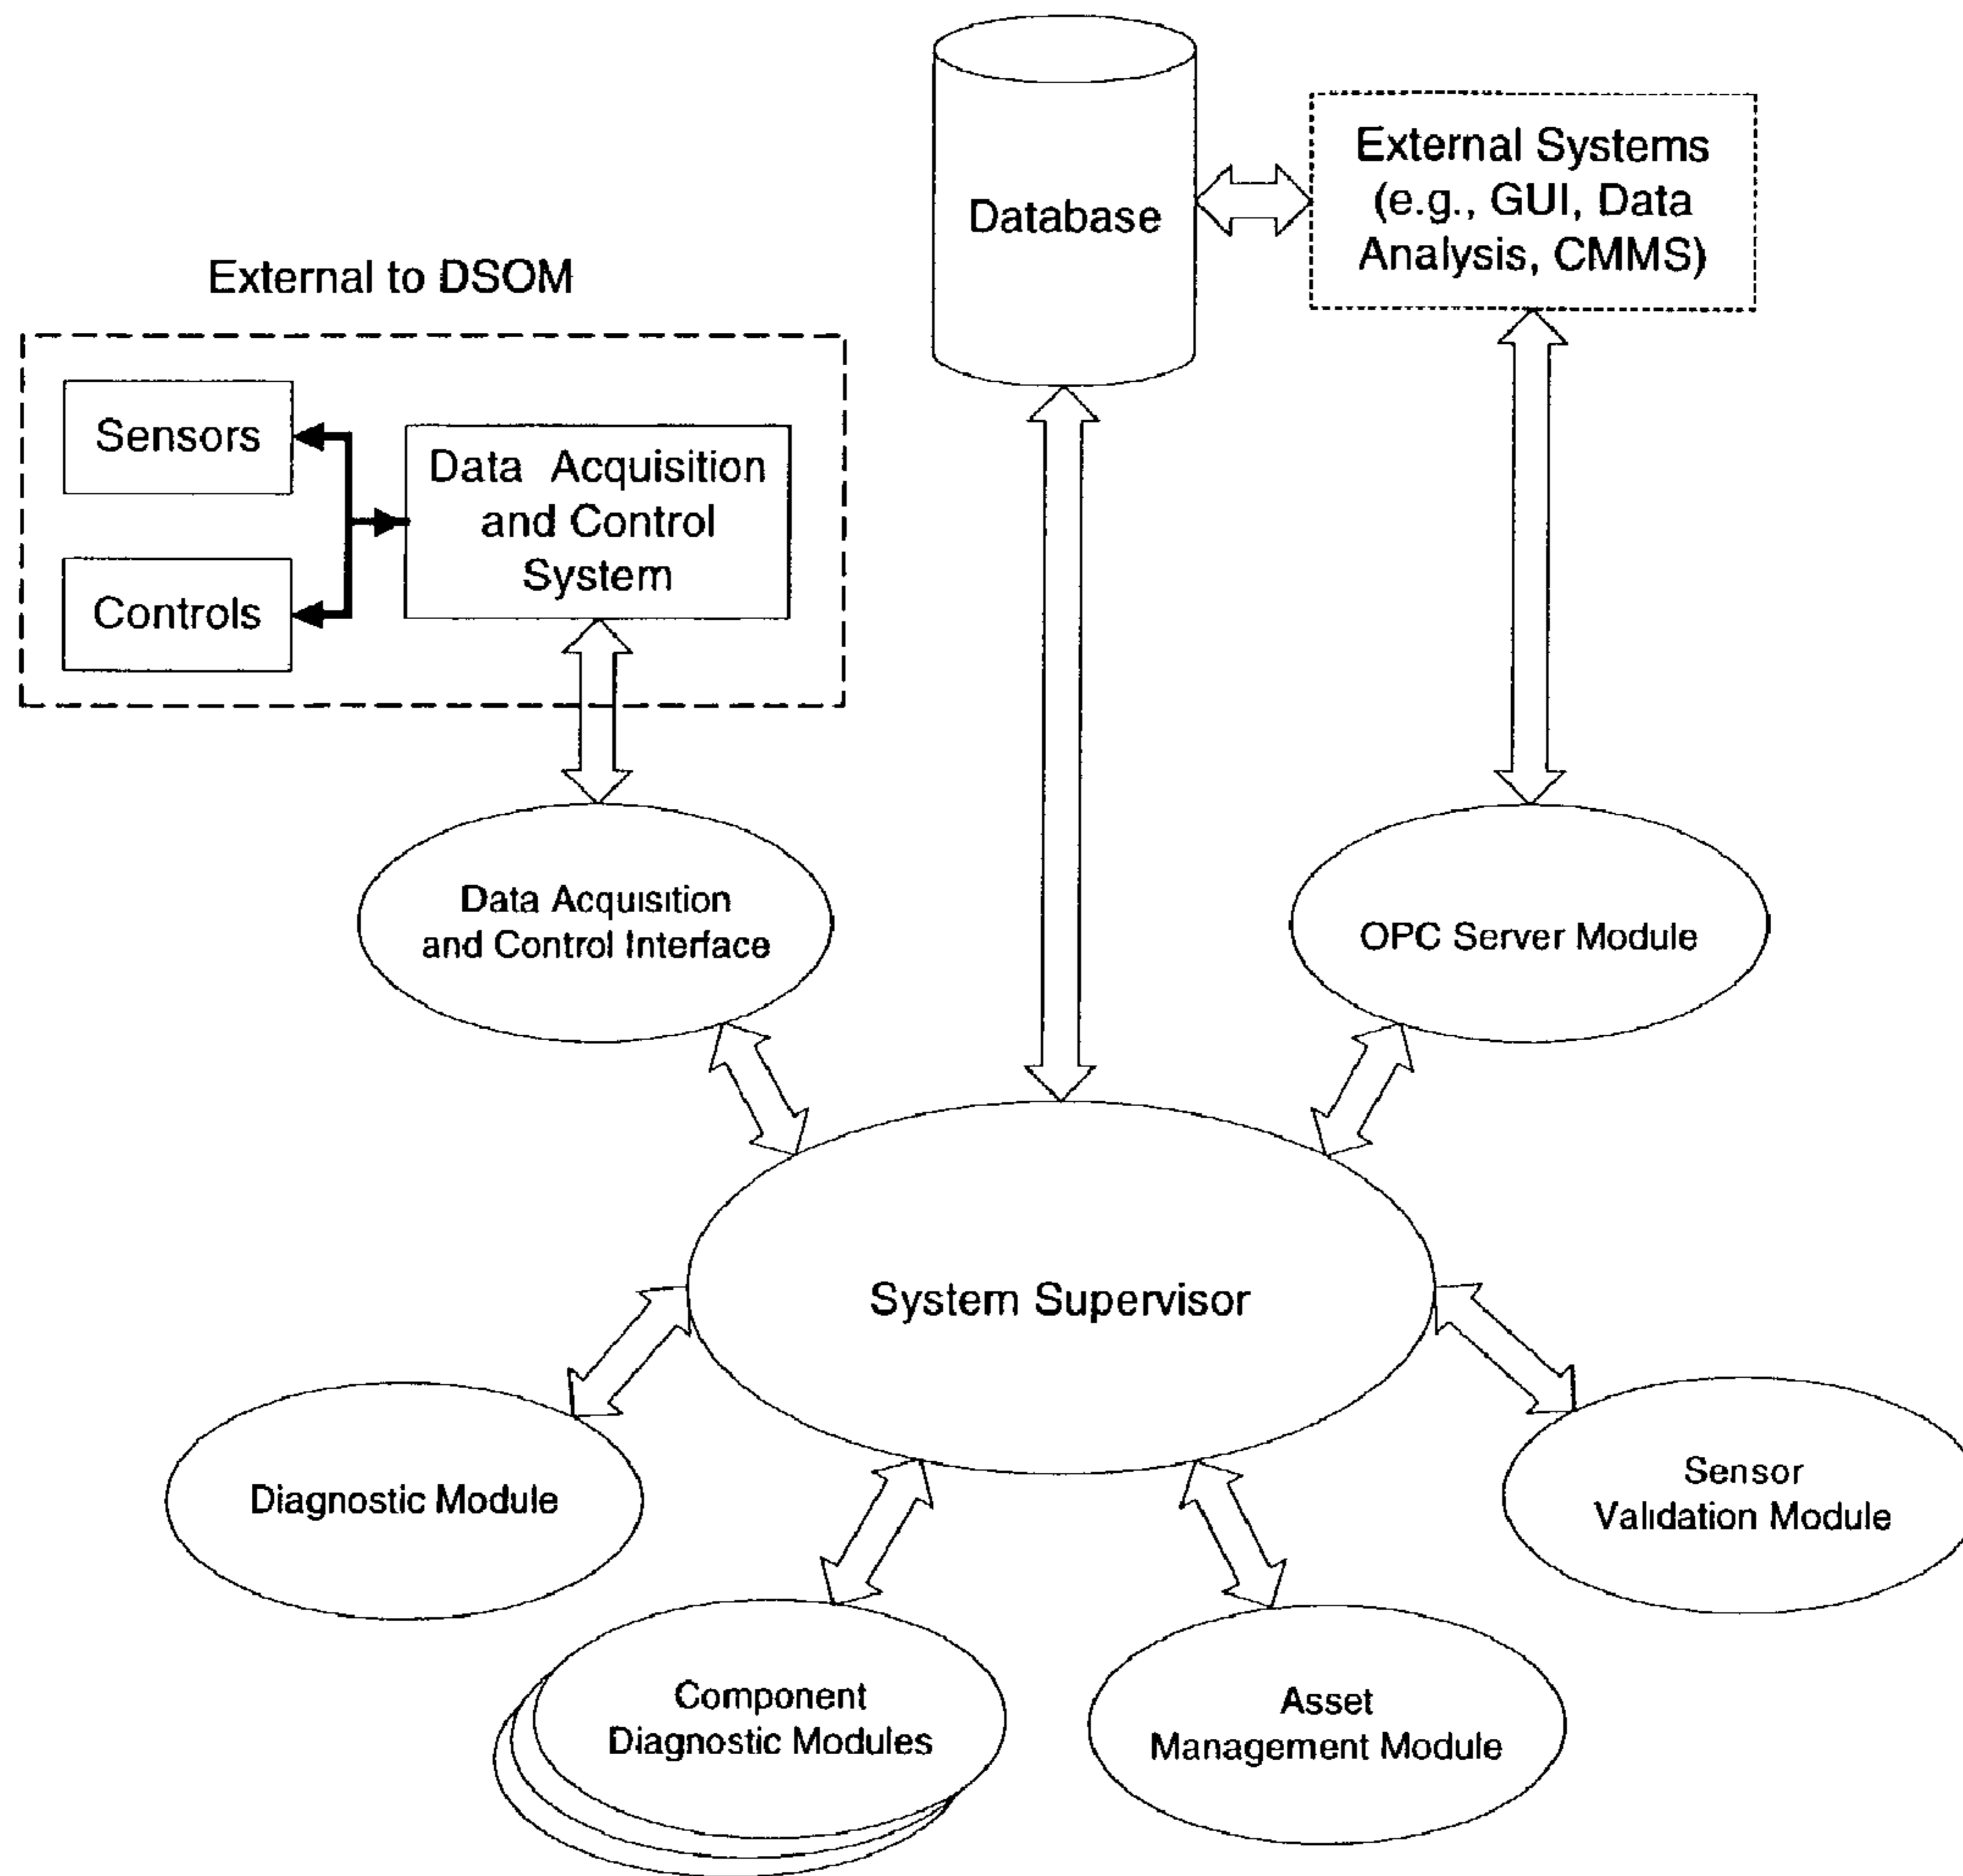 Database
External Systems
(e.g., GUI, Data
Analysis, CMMS)
External to DSOM
Sensors
Controls
Data Acquisition
and Control
System
Data Acquisition
and Control Interface
OPC Server Module
System Supervisor
Diagnostic Module
Sensor
Validation Module
Component
Diagnostic Modules
Asset
Management Module